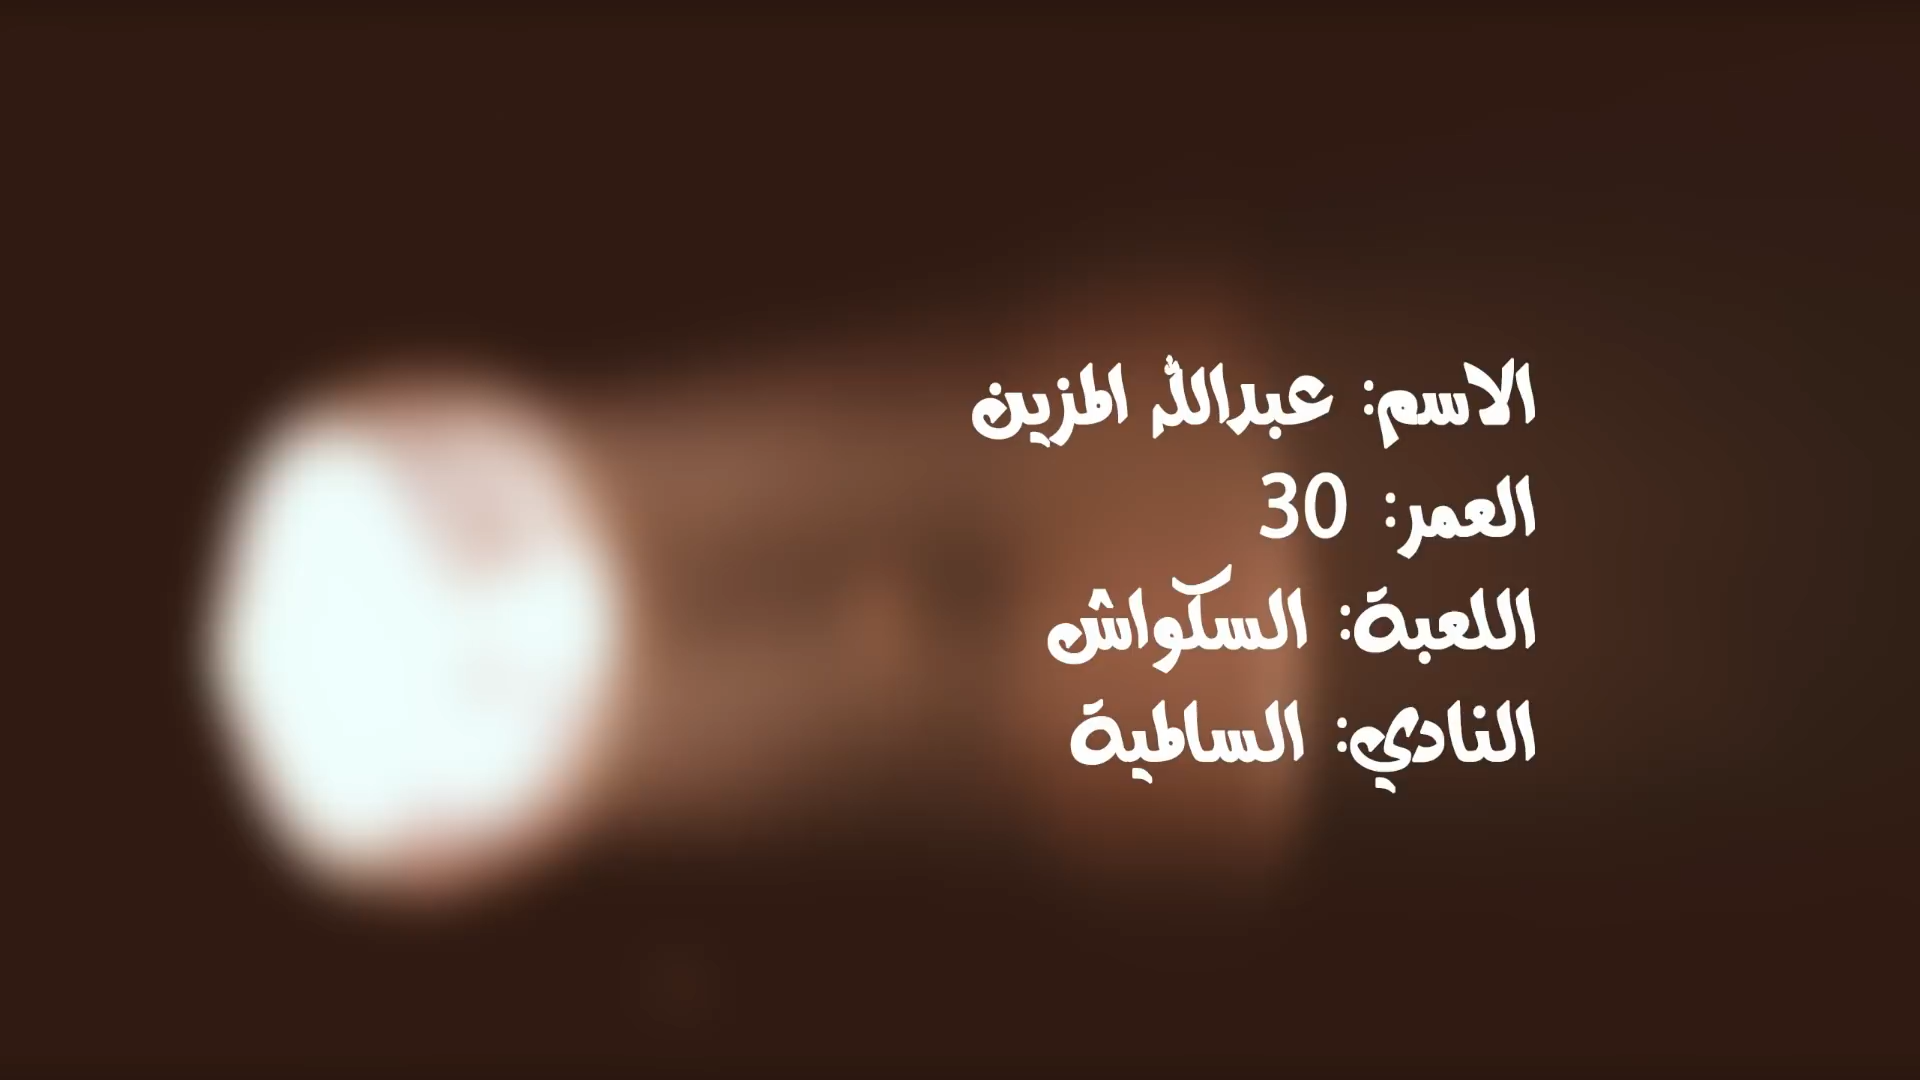 الاسم: عبدالله المزين
العمر: 30
اللعبة: السكواش
النادي: السالمية